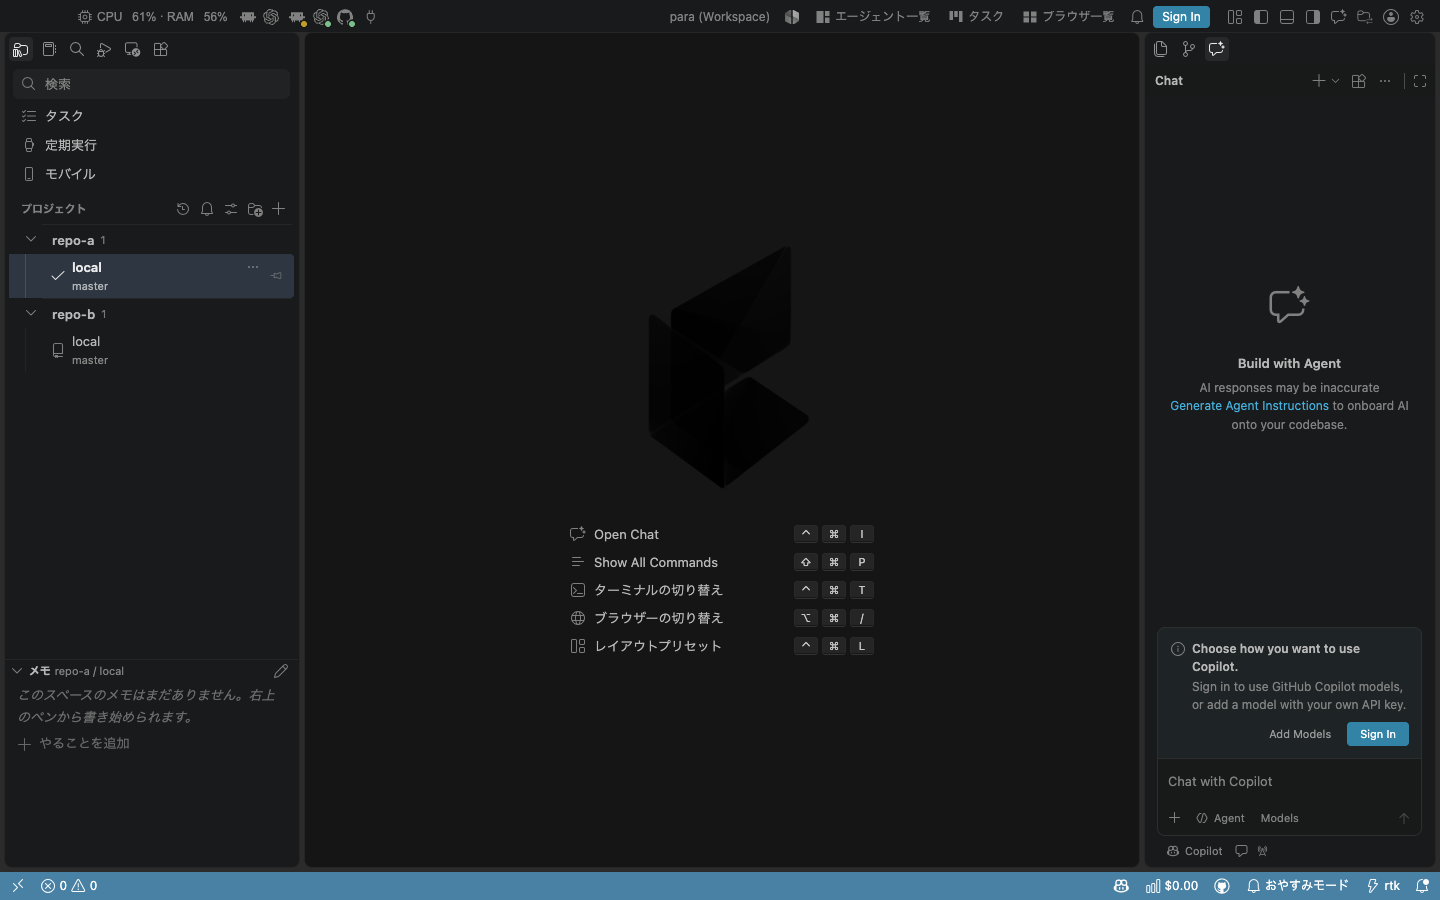 CPU 61% · RAM 56%
para (Workspace)
エージェント一覧
タスク
ブラウザ一覧
Sign In
検索
タスク
定期実行
モバイル
プロジェクト
repo-a 1
local
master
repo-b 1
local
master
メモ repo-a / local
このスペースのメモはまだありません。右上
のペンから書き始められます。
やることを追加
Open Chat ^ ⌘ I
Show All Commands ⇧ ⌘ P
ターミナルの切り替え ^ ⌘ T
ブラウザーの切り替え ⌥ ⌘ /
レイアウトプリセット ^ ⌘ L
Chat
Build with Agent
AI responses may be inaccurate
Generate Agent Instructions to onboard AI
onto your codebase.
Choose how you want to use
Copilot.
Sign in to use GitHub Copilot models,
or add a model with your own API key.
Add Models
Sign In
Chat with Copilot
Agent
Models
Copilot
0 0
$0.00
おやすみモード
rtk